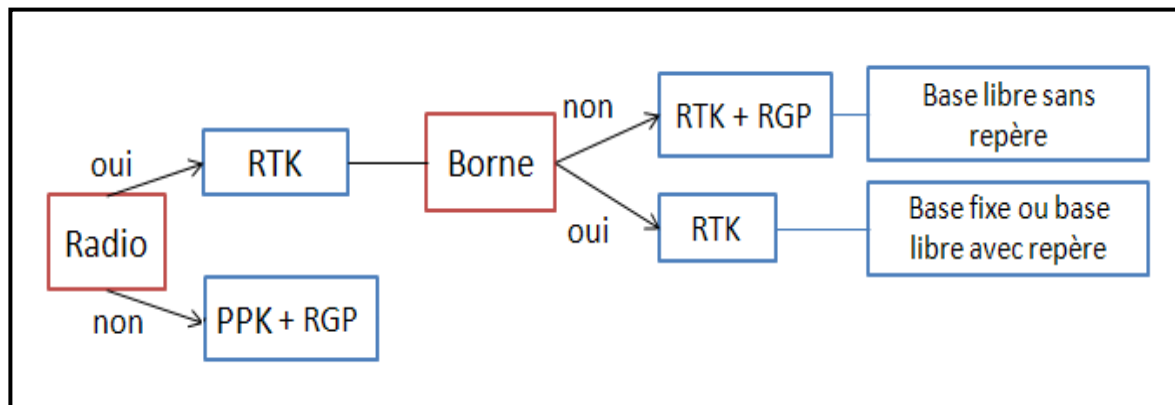 oui
RTK
Radio
non
PPK + RGP
Borne
non
RTK + RGP
Base libre sans
repère
oui
RTK
Base fixe ou base
libre avec repère